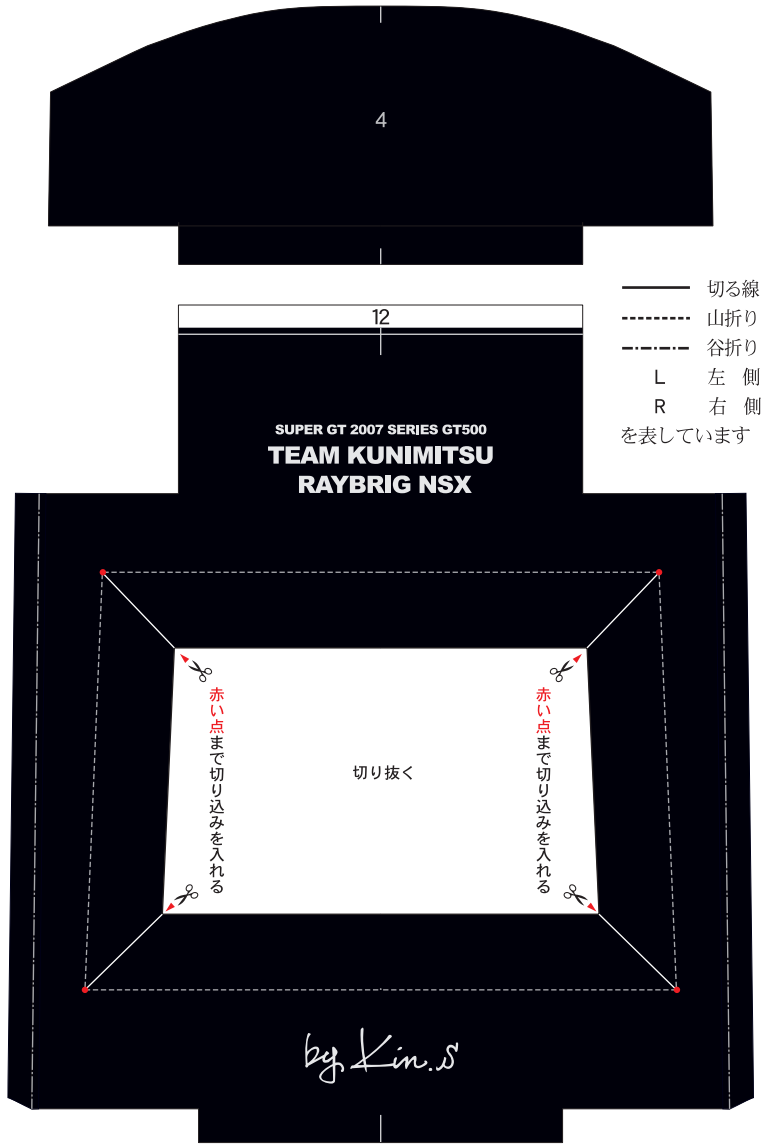 4
切る線
山折り
谷折り
L 左 側
R 右 側
を表しています
12
SUPER GT 2007 SERIES GT500
TEAM KUNIMITSU
RAYBRIG NSX
赤い点まで切り込みを入れる
切り抜く
赤い点まで切り込みを入れる
by Kin.S